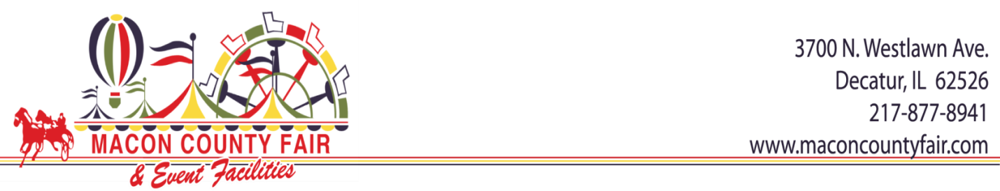 MACON COUNTY FAIR
& Event Facilities
3700 N. Westlawn Ave.
Decatur, IL 62526
217-877-8941
www.maconcountyfair.com